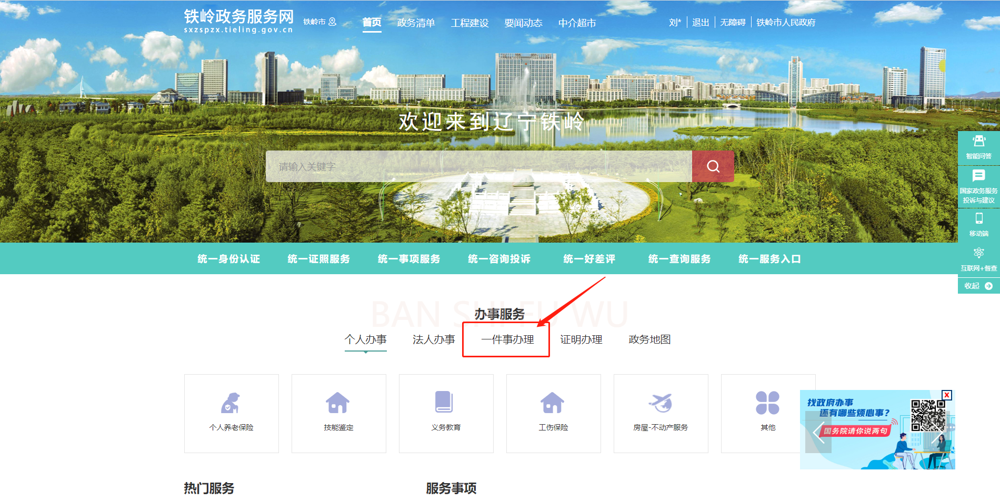 铁岭政务服务网
sxzspzx.tieling.gov.cn
铁岭市
首页 政务清单 工程建设 要闻动态 中介超市
刘* 退出 无障碍 铁岭市人民政府
欢迎来到辽宁铁岭
请输入关键字
智能问答
国家政务服务
投诉与建议
移动端
互联网+督查
收起
统一身份认证 统一证照服务 统一事项服务 统一咨询投诉 统一好差评 统一查询服务 统一服务入口
BAN SHI FU WU
办事服务
个人办事 法人办事 一件事办理 证明办理 政务地图
个人养老保险 技能鉴定 义务教育 工伤保险 房屋-不动产服务 其他
X
找政府办事
还有哪些烦心事?
国务院请你说两句
热门服务 服务事项